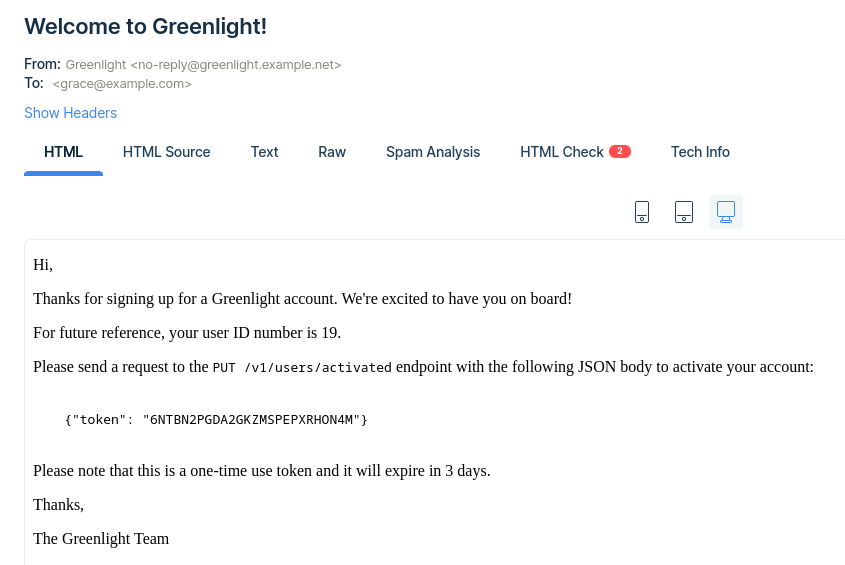 Welcome to Greenlight!
From: Greenlight <no-reply@greenlight.example.net>
To: <grace@example.com>
Show Headers
HTML HTML Source Text Raw Spam Analysis HTML Check 2 Tech Info
Hi,
Thanks for signing up for a Greenlight account. We're excited to have you on board!
For future reference, your user ID number is 19.
Please send a request to the PUT /v1/users/activated endpoint with the following JSON body to activate your account:
{"token": "6NTBN2PGDA2GKZMSPEPXRHON4M"}
Please note that this is a one-time use token and it will expire in 3 days.
Thanks,
The Greenlight Team